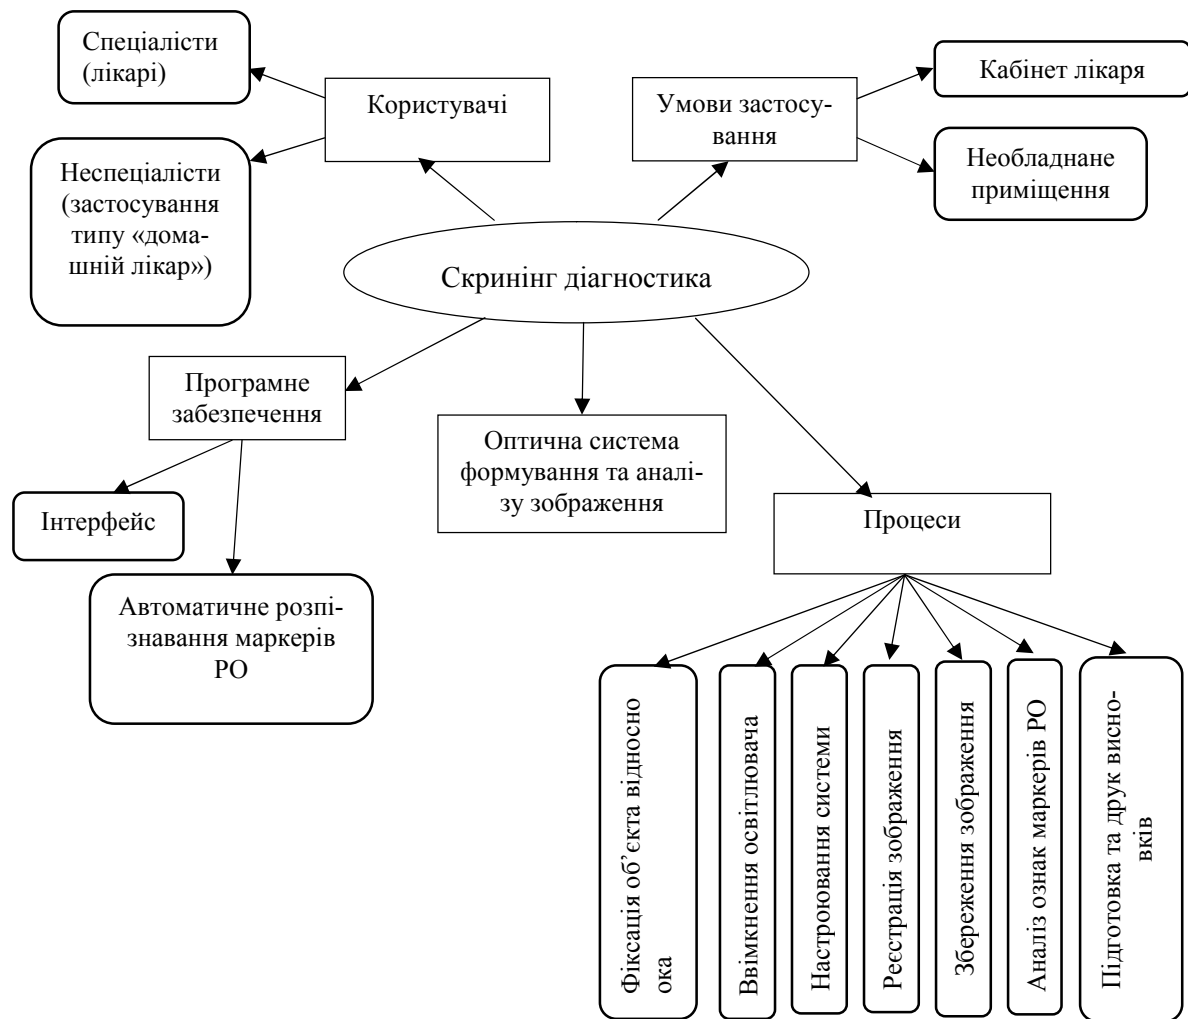 Спеціалісти
(лікарі)
Користувачі
Умови застосу-
вання
Кабінет лікаря
Неспеціалісти
(застосування
типу «дома-
шній лікар»)
Необладнане
приміщення
Скринінг діагностика
Програмне
забезпечення
Оптична система
формування та аналі-
зу зображення
Інтерфейс
Процеси
Автоматичне розпі-
знавання маркерів
РО
Фіксація об’єкта відносно
ока
Ввімкнення освітлювача
Настроювання системи
Реєстрація зображення
Збереження зображення
Аналіз ознак маркерів РО
Підготовка та друк висно-
вків